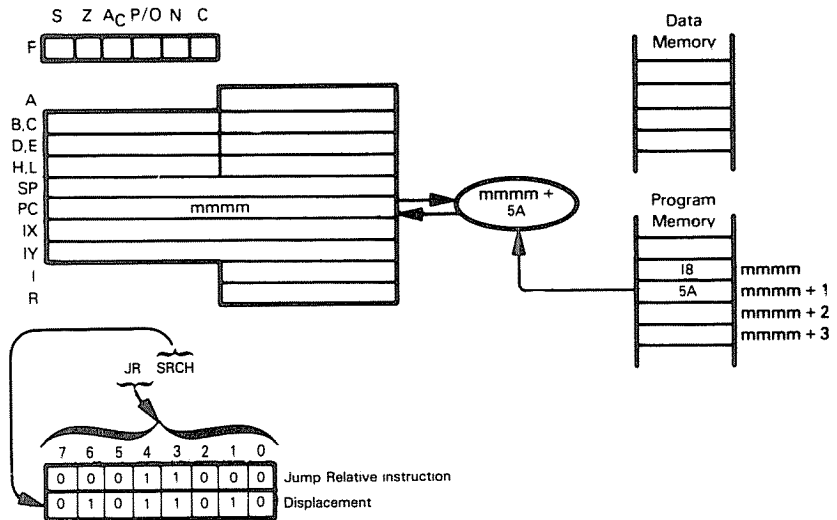 S Z AC P/O N C
F
Data
Memory
A
B,C
D,E
H,L
SP
PC mmmm
IX
IY
I
R
mmmm +
5A
Program
Memory
18 mmmm
5A mmmm + 1
mmmm + 2
mmmm + 3
JR SRCH
7 6 5 4 3 2 1 0
0 0 0 1 1 0 0 0 Jump Relative instruction
0 1 0 1 1 0 1 0 Displacement